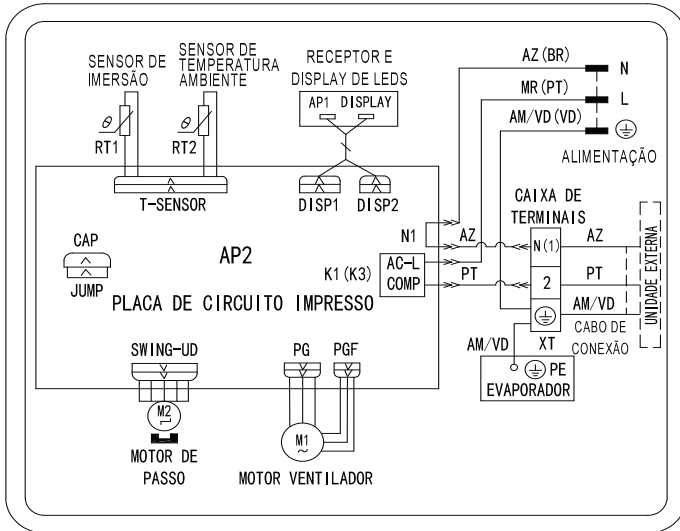 SENSOR DE
IMERSÃO
SENSOR DE
TEMPERATURA
AMBIENTE
RECEPTOR E
DISPLAY DE LEDS
AP1 DISPLAY
θ
RT1
θ
RT2
AZ(BR)
N
MR(PT)
L
AM/VD(VD)
ALIMENTAÇÃO
T-SENSOR
DISP1
DISP2
CAIXA DE
TERMINAIS
N1
AZ
N(1)
AZ
CAP
JUMP
AP2
K1(K3)
AC-L
COMP
PT
2
PT
PLACA DE CIRCUITO IMPRESSO
AM/VD
UNIDADE EXTERNA
CABO DE
CONEXÃO
SWING-UD
PG
PGF
AM/VD
XT
PE
EVAPORADOR
M2
M1
~
MOTOR DE
PASSO
MOTOR VENTILADOR